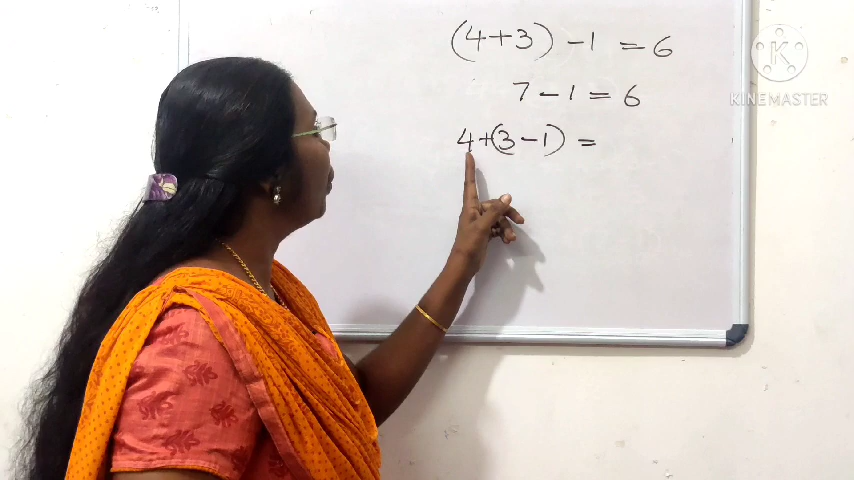 (4+3) -1 = 6
7 - 1 = 6
4+(3-1) =
K
KINEMASTER